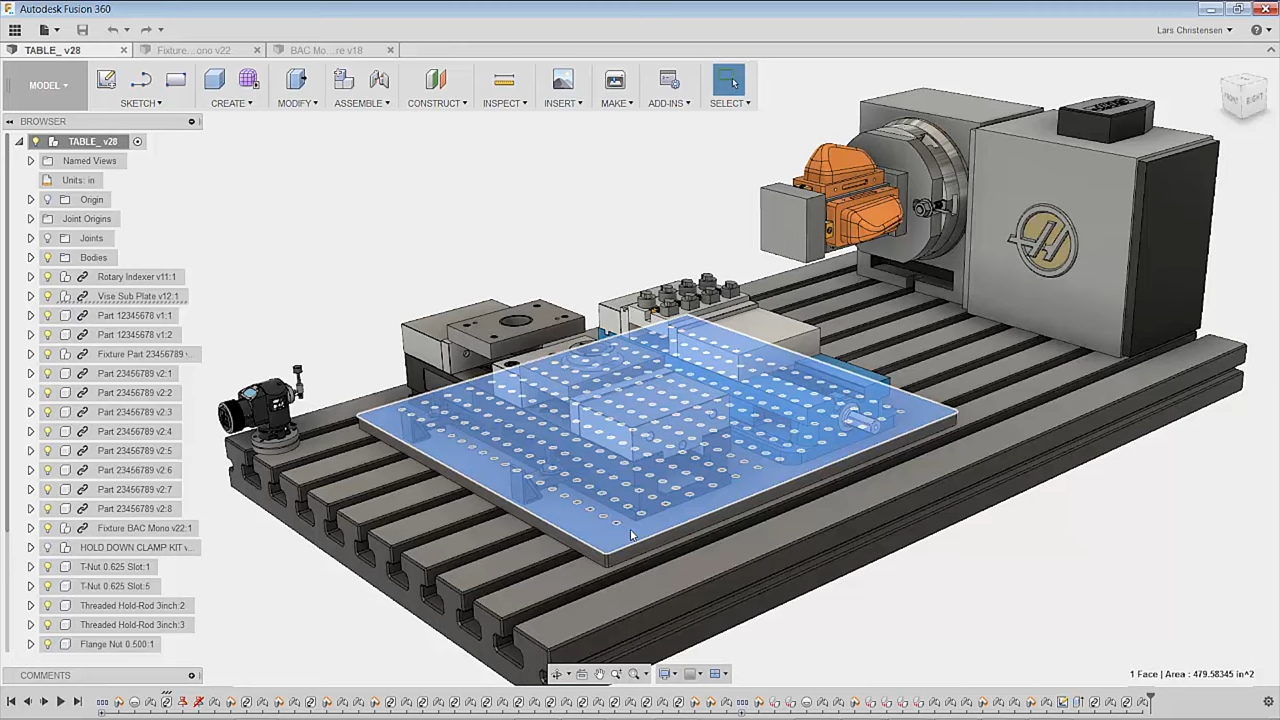 Autodesk Fusion 360
Lars Christensen
TABLE_ v28
Fixture...ono v22
BAC Mo...re v18
MODEL
SKETCH
CREATE
MODIFY
ASSEMBLE
CONSTRUCT
INSPECT
INSERT
MAKE
ADD-INS
SELECT
BROWSER
TABLE_ v28
Named Views
Units: in
Origin
Joint Origins
Joints
Bodies
Rotary Indexer v11:1
Vise Sub Plate v12:1
Part 12345678 v1:1
Part 12345678 v1:2
Fixture Part 23456789 v...
Part 23456789 v2:1
Part 23456789 v2:2
Part 23456789 v2:3
Part 23456789 v2:4
Part 23456789 v2:5
Part 23456789 v2:6
Part 23456789 v2:7
Part 23456789 v2:8
Fixture BAC Mono v22:1
HOLD DOWN CLAMP KIT v...
T-Nut 0.625 Slot:1
T-Nut 0.625 Slot:5
Threaded Hold-Rod 3inch:2
Threaded Hold-Rod 3inch:3
Flange Nut 0.500:1
COMMENTS
FRONT
RIGHT
H
1 Face | Area : 479.58345 in^2